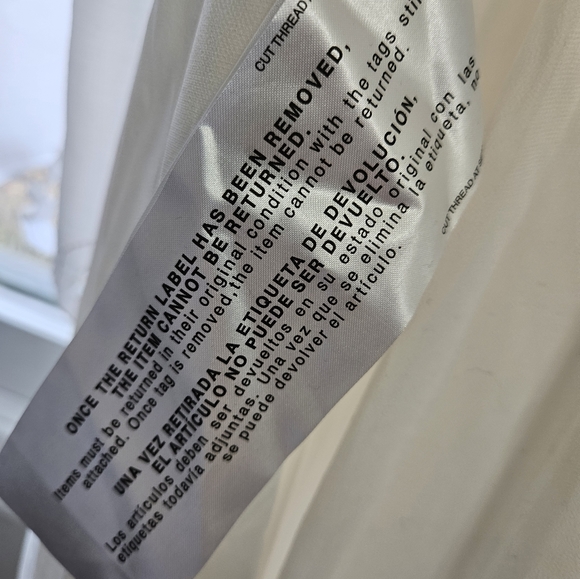 CUT THREAD A
ONCE THE RETURN LABEL HAS BEEN REMOVED,
THE ITEM CANNOT BE RETURNED.
Items must be returned in their original condition with the tags still
attached. Once tag is removed, the item cannot be returned.
UNA VEZ RETIRADA LA ETIQUETA DE DEVOLUCIÓN,
EL ARTÍCULO NO PUEDE SER DEVUELTO.
Los artículos deben ser devueltos en su estado original con las
etiquetas todavía adjuntas. Una vez que se elimina la etiqueta, no
se puede devolver el artículo.
CUT THREAD AT